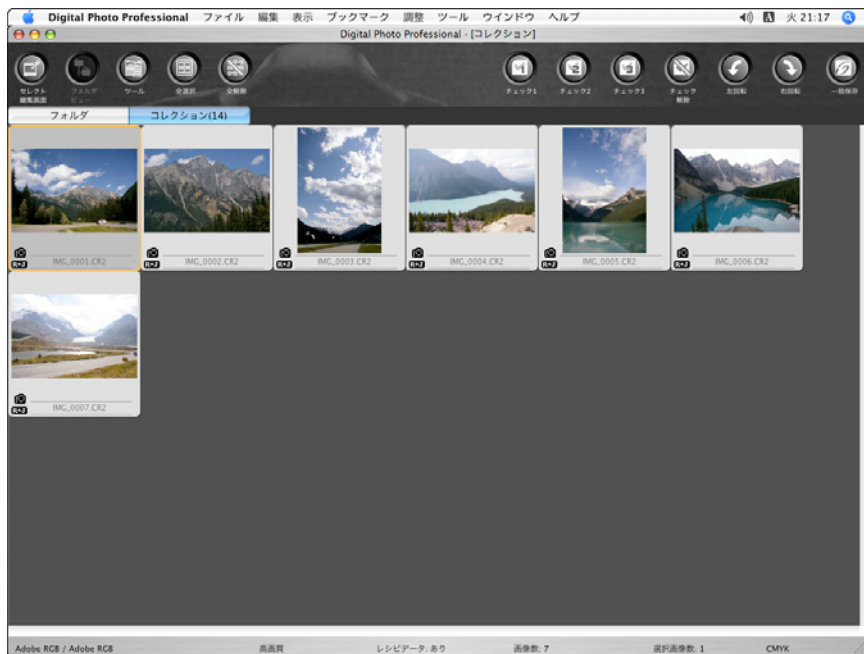 Digital Photo Professional ファイル 編集 表示 ブックマーク 調整 ツール ウインドウ ヘルプ 火 21:17
Digital Photo Professional - [コレクション]
セレクト編集画面 フォルダビュー ツール 全選択 全解除 チェック1 チェック2 チェック3 チェック解除 左回転 右回転 一括保存
フォルダ コレクション(14)
IMG_0001.CR2 IMG_0002.CR2 IMG_0003.CR2 IMG_0004.CR2 IMG_0005.CR2 IMG_0006.CR2
R+J R+J R+J R+J R+J R+J
IMG_0007.CR2
R+J
Adobe RGB / Adobe RGB 高画質 レシピデータ: あり 画像数: 7 選択画像数: 1 CMYK